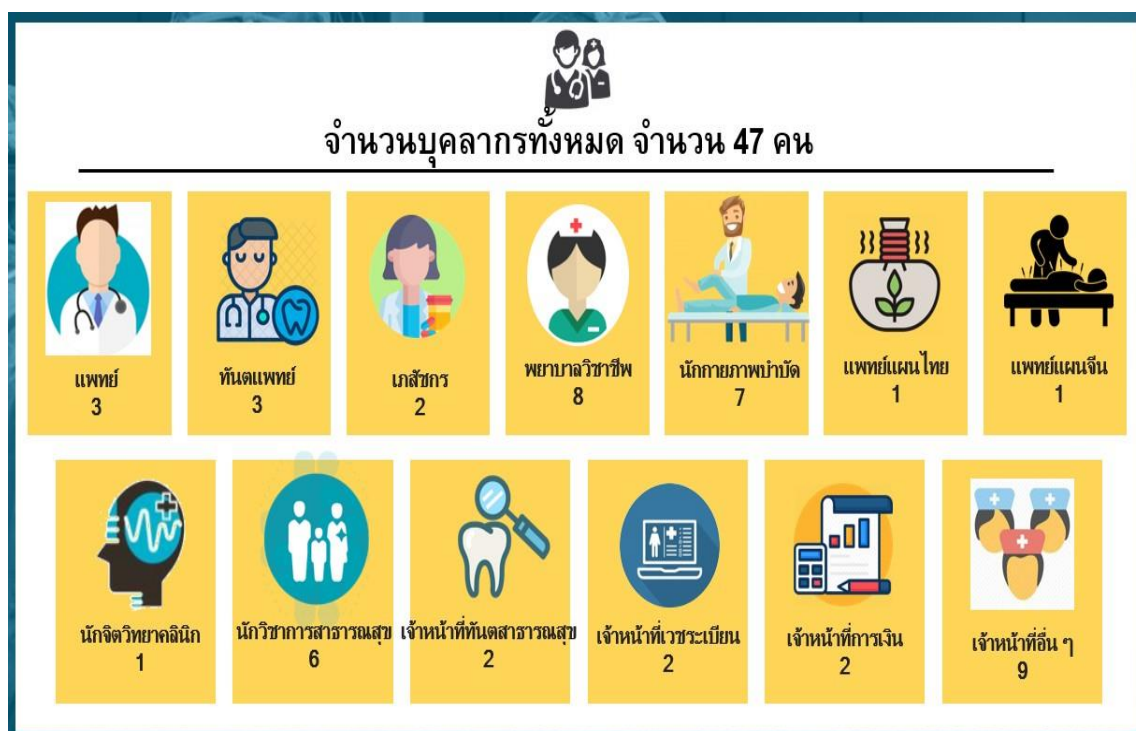 จำนวนบุคลากรทั้งหมด จำนวน 47 คน
แพทย์
3
ทันตแพทย์
3
เภสัชกร
2
พยาบาลวิชาชีพ
8
นักกายภาพบำบัด
7
แพทย์แผนไทย
1
แพทย์แผนจีน
1
นักจิตวิทยาคลินิก
1
นักวิชาการสาธารณสุข
6
เจ้าหน้าที่ทันตสาธารณสุข
2
เจ้าหน้าที่เวชระเบียน
2
เจ้าหน้าที่การเงิน
2
เจ้าหน้าที่อื่น ๆ
9